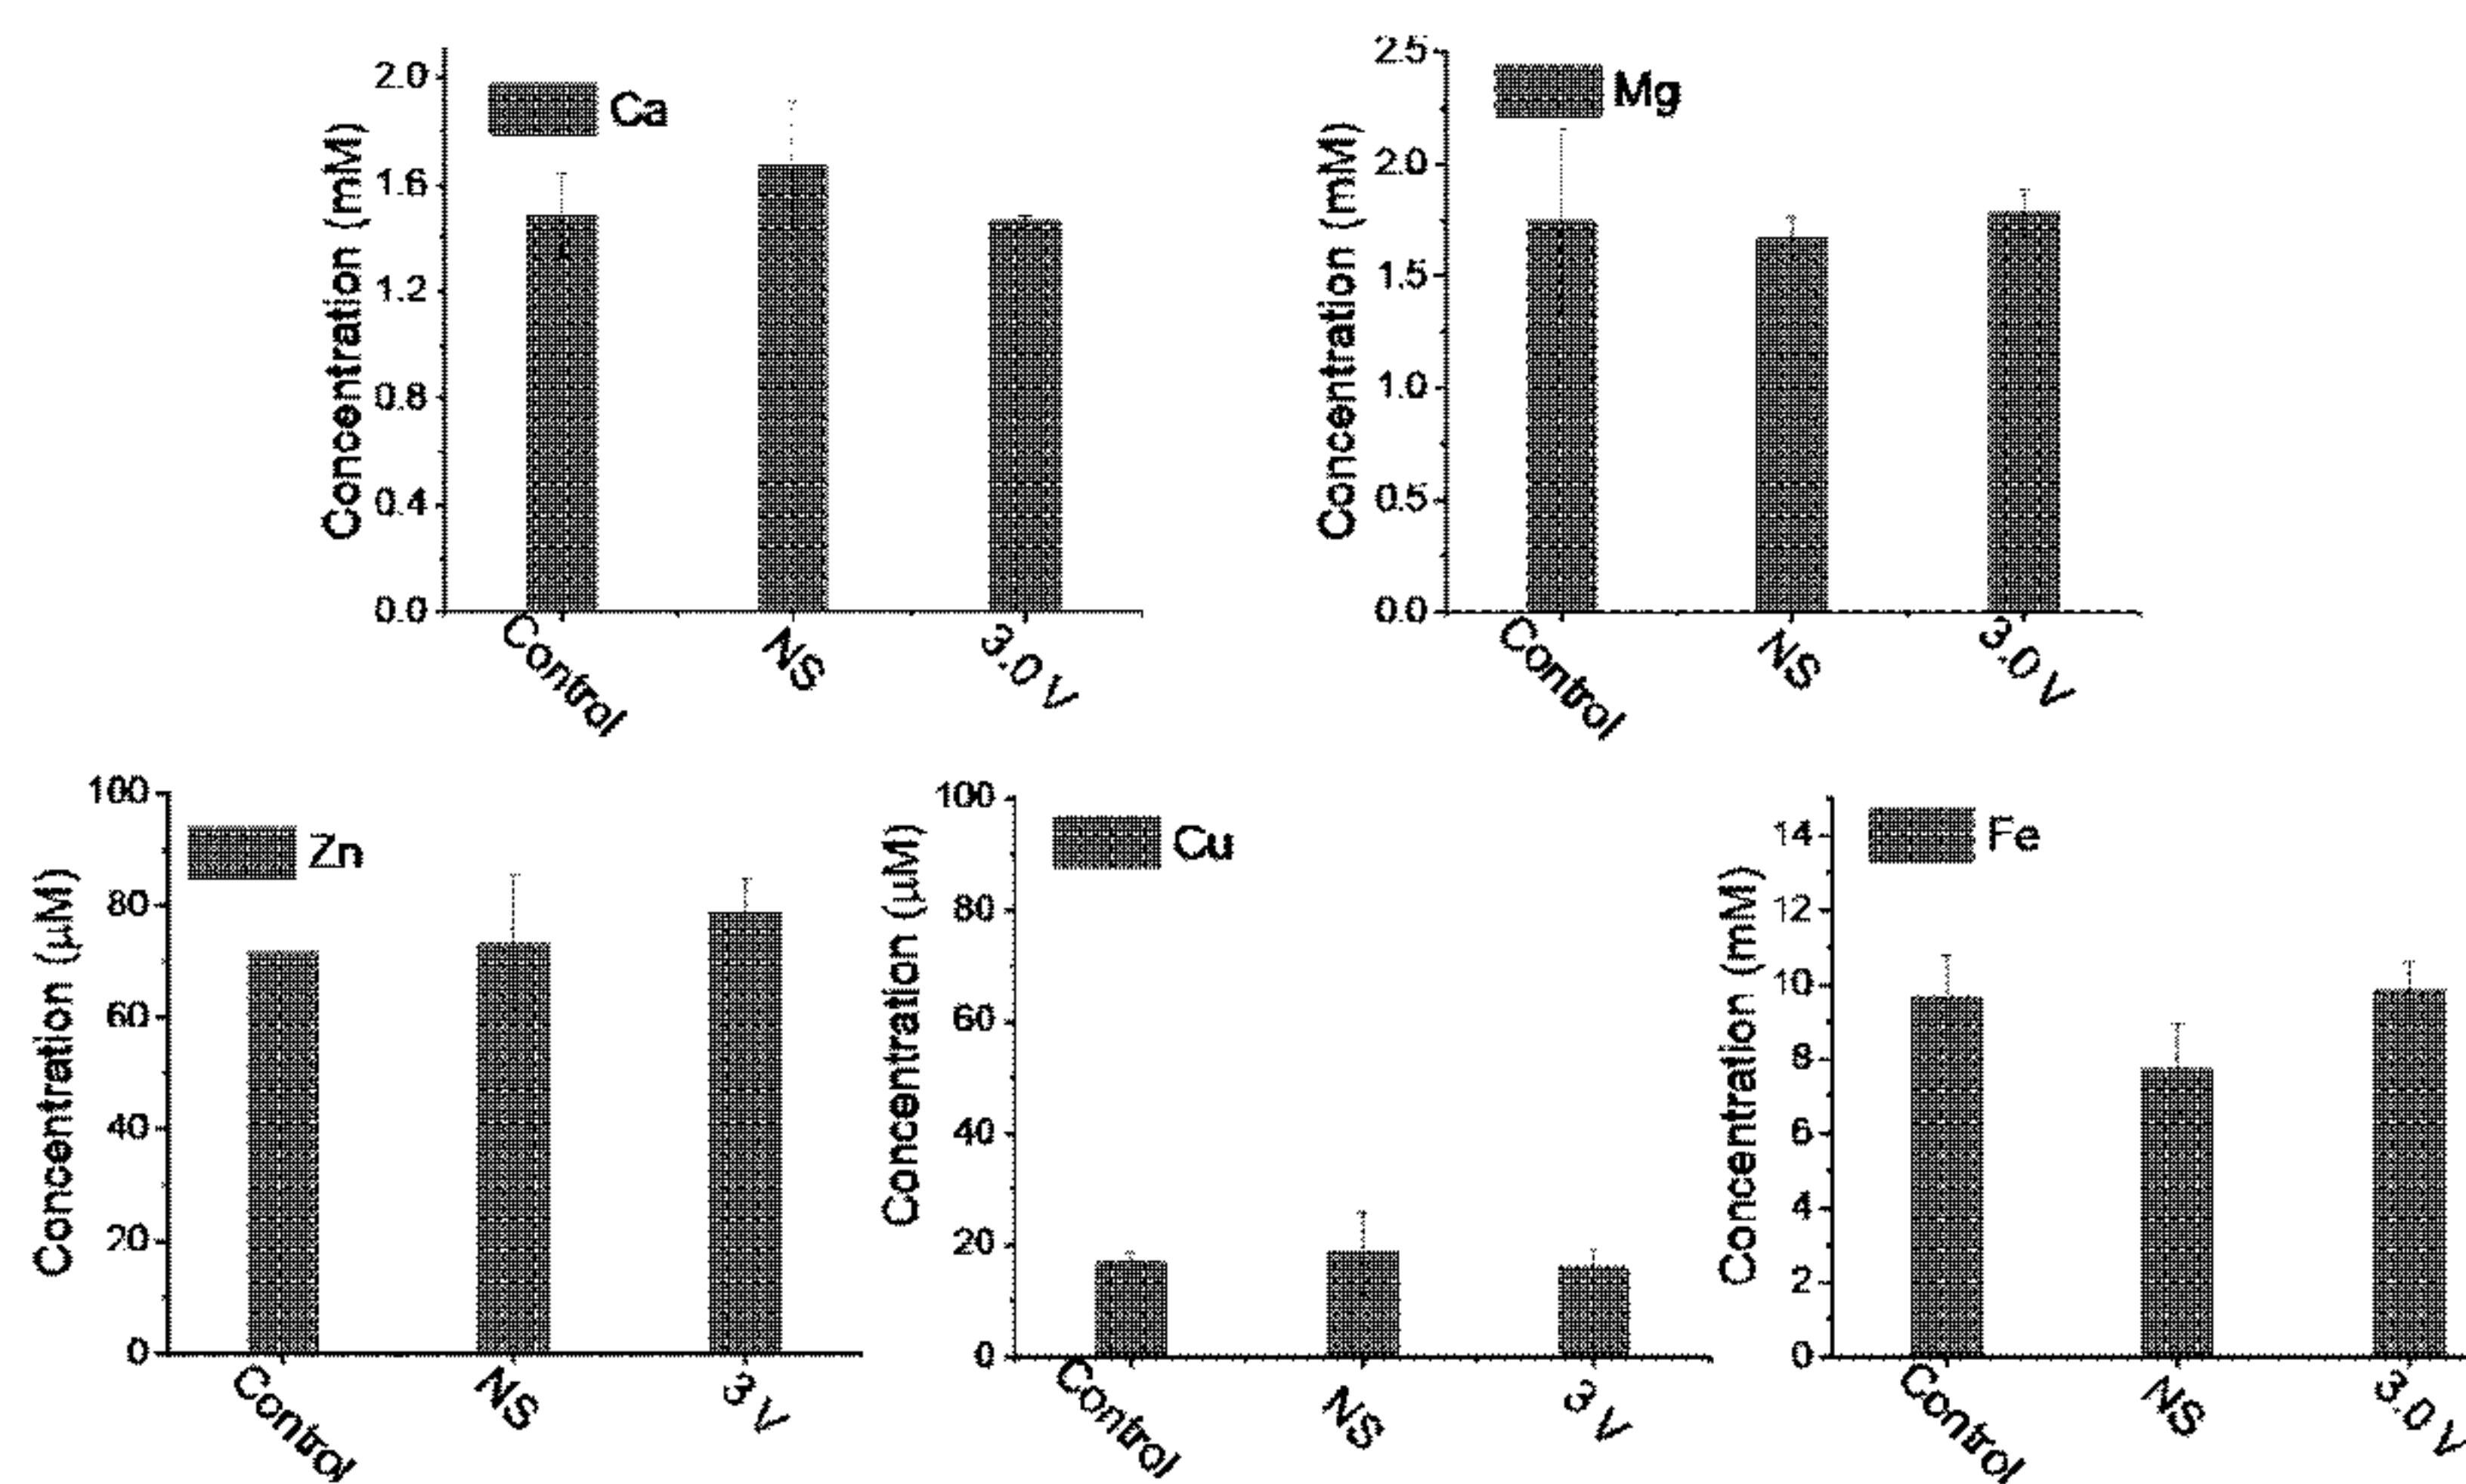 Ca
Concentration (mM)
2.0
1.6
1.2
0.8
0.4
0.0
Control
NS
3.0 V
Mg
Concentration (mM)
2.5
2.0
1.5
1.0
0.5
0.0
Control
NS
3.0 V
Zn
Concentration (µM)
100
80
60
40
20
0
Control
NS
3 V
Cu
Concentration (µM)
100
80
60
40
20
0
Control
NS
3 V
Fe
Concentration (mM)
14
12
10
8
6
4
2
0
Control
NS
3.0 V